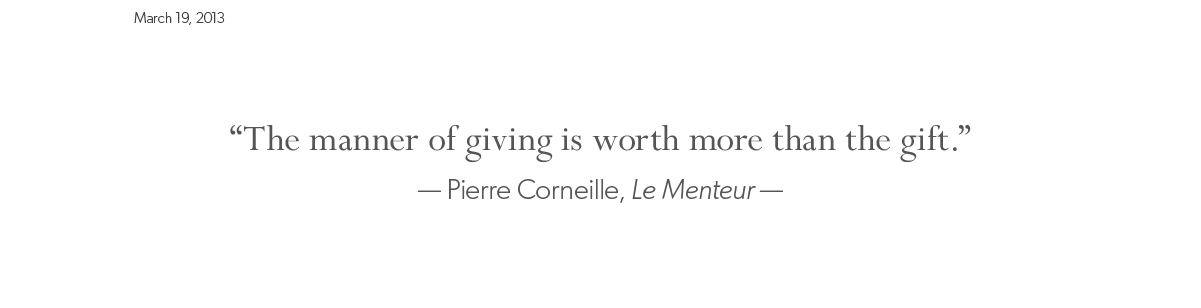 March 19, 2013
“The manner of giving is worth more than the gift.”
— Pierre Corneille, Le Menteur —